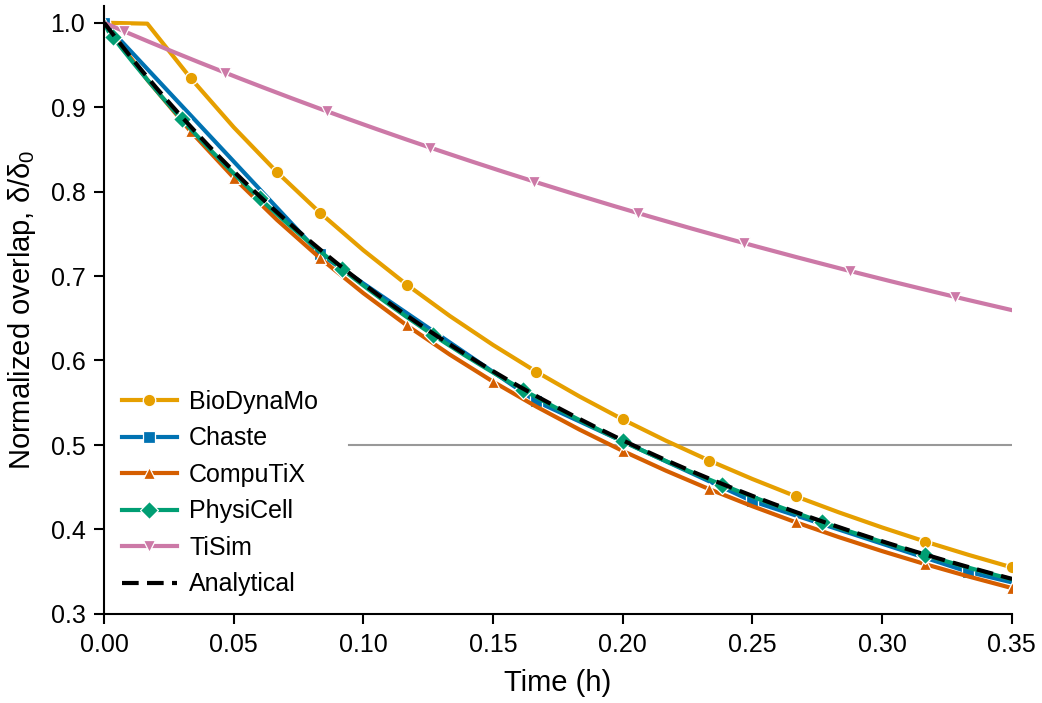 1.0
0.9
0.8
0.7
0.6
0.5
0.4
0.3
Normalized overlap, δ/δ₀
BioDynaMo
Chaste
CompuTiX
PhysiCell
TiSim
Analytical
0.00 0.05 0.10 0.15 0.20 0.25 0.30 0.35
Time (h)